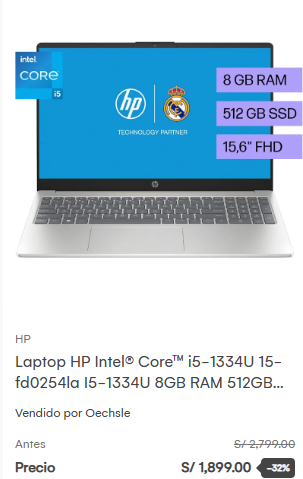 intel
CORE
i5
8 GB RAM
512 GB SSD
15,6" FHD
hp
TECHNOLOGY PARTNER
HP
Laptop HP Intel® Core™ i5-1334U 15-
fd0254la I5-1334U 8GB RAM 512GB...
Vendido por Oechsle
Antes S/ 2,799.00
Precio S/ 1,899.00 -32%